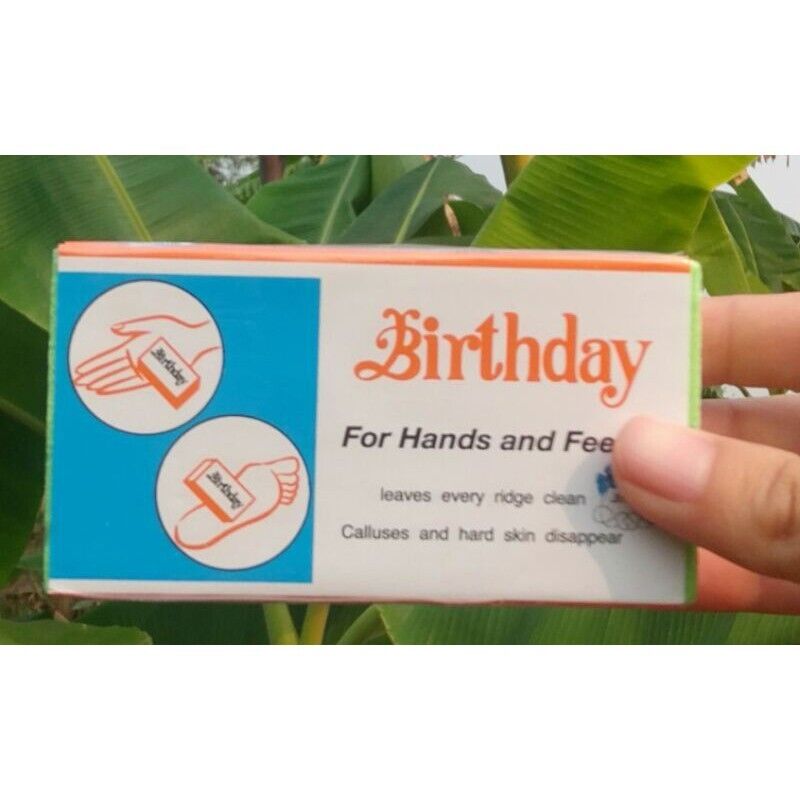 Birthday
For Hands and Fee
leaves every ridge clean
Calluses and hard skin disappear
Birthday
Birthday